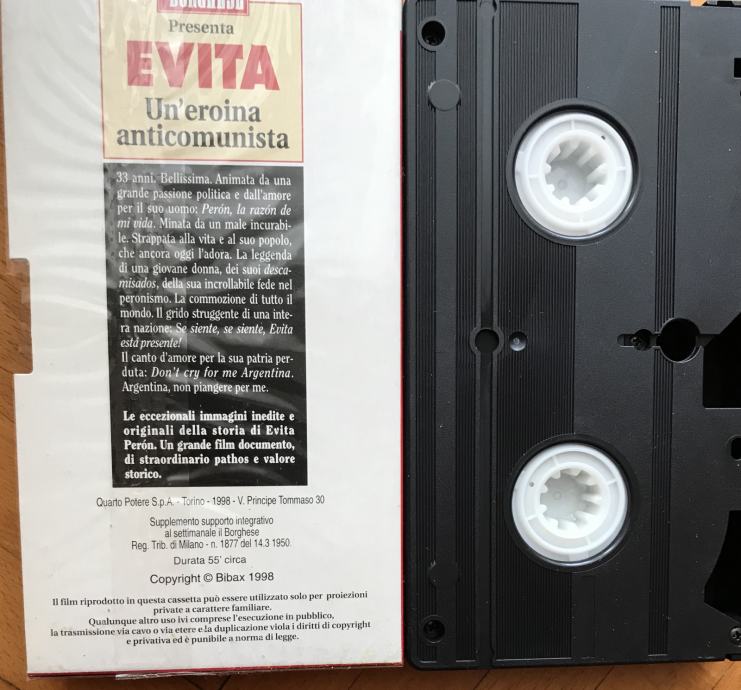 BORGHESE
Presenta
EVITA
Un'eroina
anticomunista
33 anni. Bellissima. Animata da una
grande passione politica e dall'amore
per il suo uomo: Perón, la razón de
mi vida. Minata da un male incurabi-
le. Strappata alla vita e al suo popolo,
che ancora oggi l'adora. La leggenda
di una giovane donna, dei suoi desca-
misados, della sua incrollabile fede nel
peronismo. La commozione di tutto il
mondo. Il grido struggente di una inte-
ra nazione: Se siente, se siente, Evita
está presente!
Il canto d'amore per la sua patria per-
duta: Don't cry for me Argentina.
Argentina, non piangere per me.
Le eccezionali immagini inedite e
originali della storia di Evita
Perón. Un grande film documento,
di straordinario pathos e valore
storico.
Quarto Potere S.p.A. - Torino - 1998 - V. Principe Tommaso 30
Supplemento supporto integrativo
al settimanale il Borghese
Reg. Trib. di Milano - n. 1877 del 14.3 1950.
Durata 55' circa
Copyright © Bibax 1998
Il film riprodotto in questa cassetta può essere utilizzato solo per proiezioni
private a carattere familiare.
Qualunque altro uso ivi comprese l'esecuzione in pubblico,
la trasmissione via cavo o via etere e la duplicazione viola i diritti di copyright
e privativa ed è punibile a norma di legge.